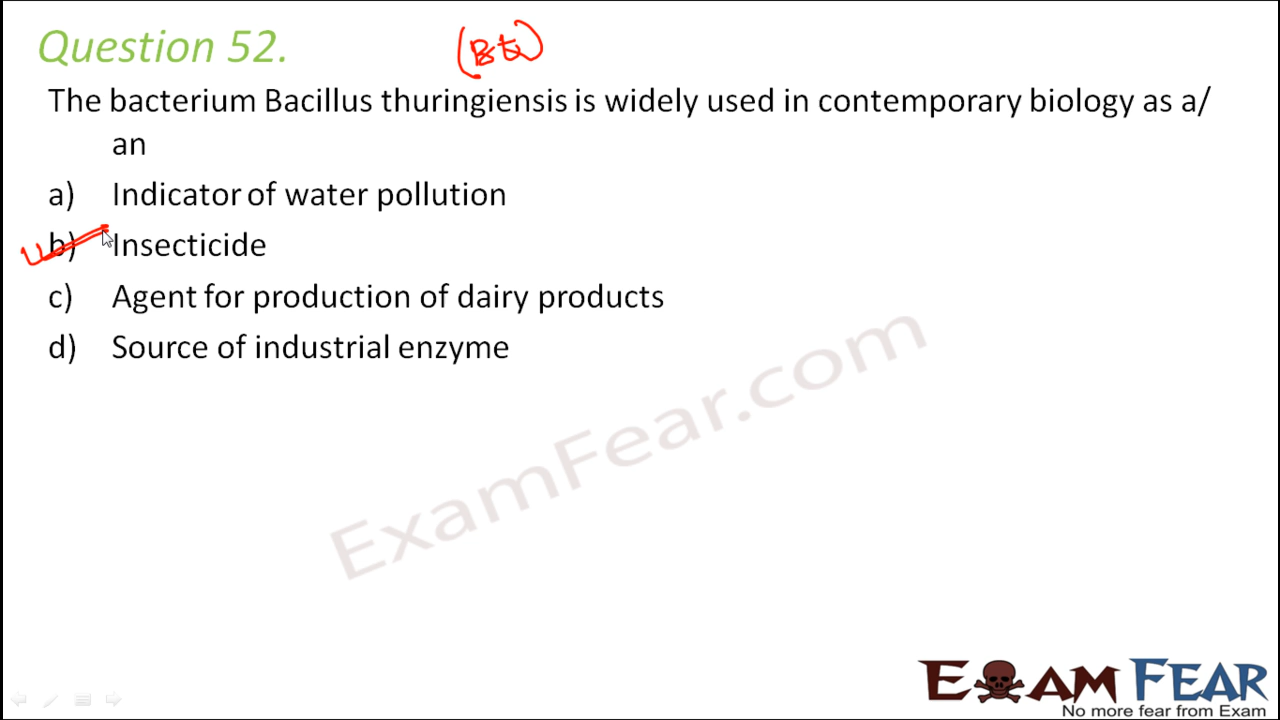 Question 52.
(Bt)
The bacterium Bacillus thuringiensis is widely used in contemporary biology as a/
an
a) Indicator of water pollution
b) Insecticide
c) Agent for production of dairy products
d) Source of industrial enzyme
ExamFear.com
EXAM FEAR
No more fear from Exam